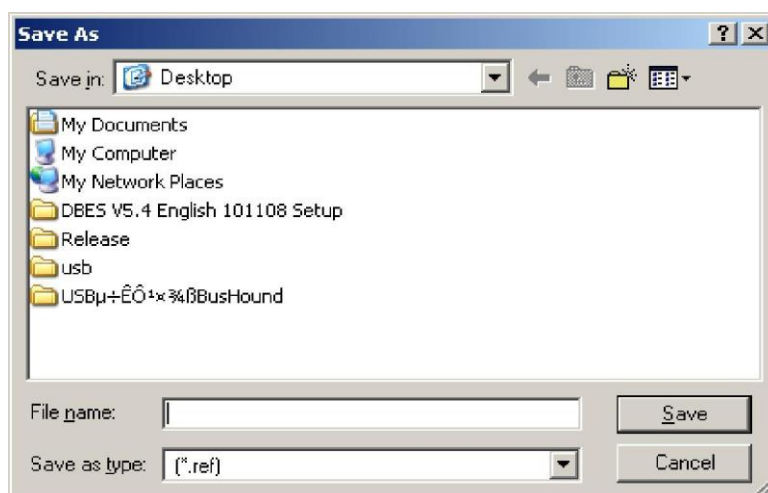 Save As
Save in: Desktop
My Documents
My Computer
My Network Places
DBES V5.4 English 101108 Setup
Release
usb
USBµ÷ÊÔ¹¤¾ßBusHound
File name:
Save
Save as type: (*.ref)
Cancel